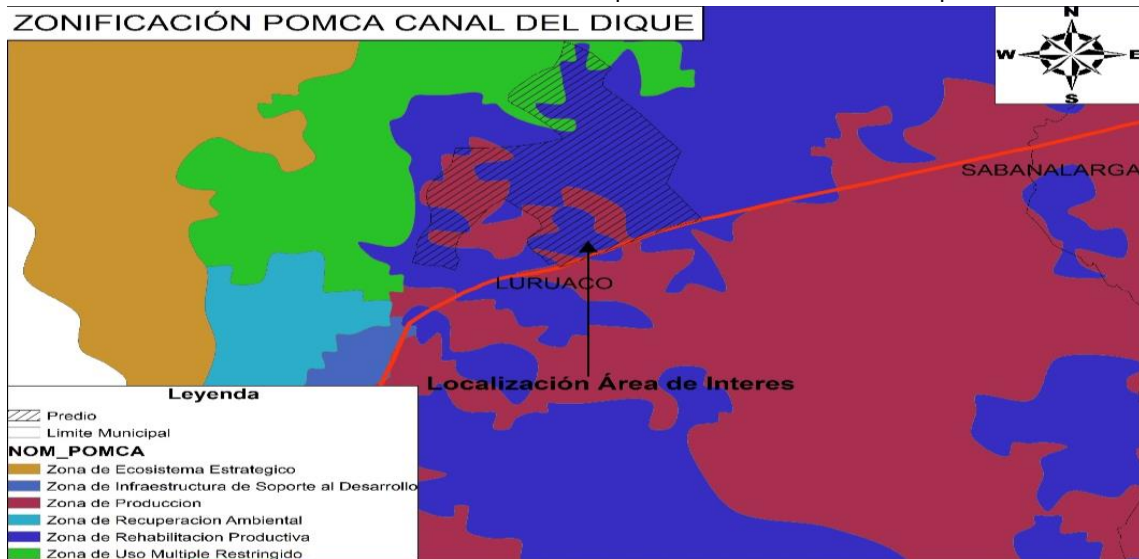 ZONIFICACIÓN POMCA CANAL DEL DIQUE
N
W E
S
SABANALARGA
LURUACO
Localización Área de Interes
Leyenda
Predio
Limite Municipal
NOM_POMCA
Zona de Ecosistema Estrategico
Zona de Infraestructura de Soporte al Desarrollo
Zona de Produccion
Zona de Recuperacion Ambiental
Zona de Rehabilitacion Productiva
Zona de Uso Multiple Restringido